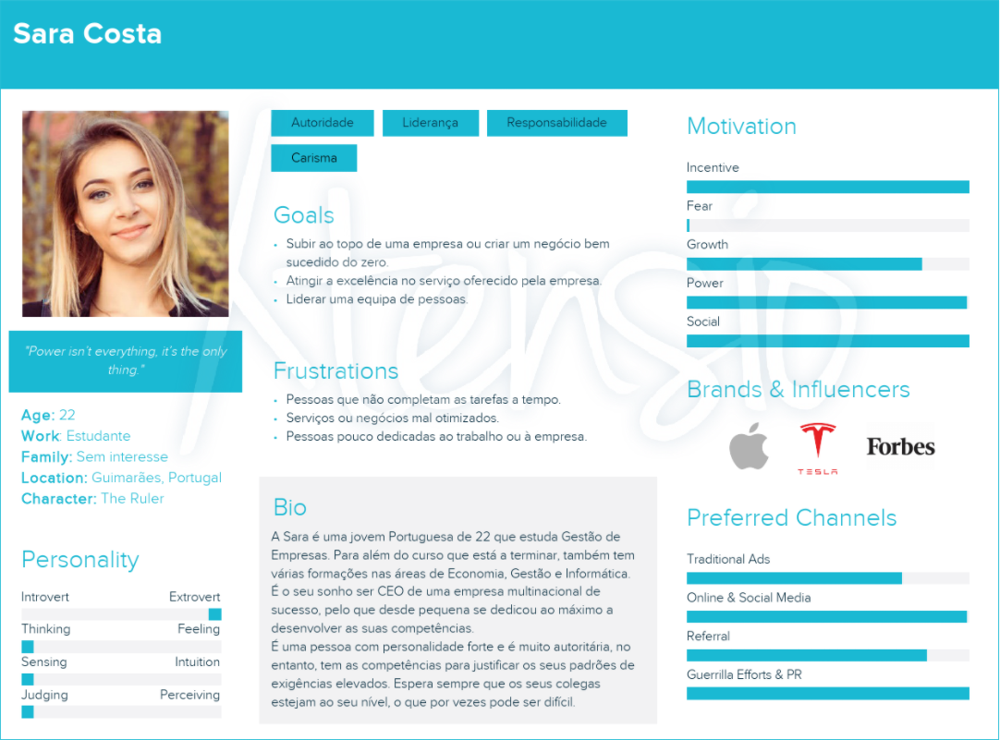 Sara Costa
"Power isn't everything, it's the only
thing."
Age: 22
Work: Estudante
Family: Sem interesse
Location: Guimarães, Portugal
Character: The Ruler
Personality
Introvert Extrovert
Thinking Feeling
Sensing Intuition
Judging Perceiving
Autoridade Liderança Responsabilidade
Carisma
Goals
• Subir ao topo de uma empresa ou criar um negócio bem
sucedido do zero.
• Atingir a excelência no serviço oferecido pela empresa.
• Liderar uma equipa de pessoas.
Frustrations
• Pessoas que não completam as tarefas a tempo.
• Serviços ou negócios mal otimizados.
• Pessoas pouco dedicadas ao trabalho ou à empresa.
Bio
A Sara é uma jovem Portuguesa de 22 que estuda Gestão de
Empresas. Para além do curso que está a terminar, também tem
várias formações nas áreas de Economia, Gestão e Informática.
É o seu sonho ser CEO de uma empresa multinacional de
sucesso, pelo que desde pequena se dedicou ao máximo a
desenvolver as suas competências.
É uma pessoa com personalidade forte e é muito autoritária, no
entanto, tem as competências para justificar os seus padrões de
exigências elevados. Espera sempre que os seus colegas
estejam ao seu nível, o que por vezes pode ser difícil.
Motivation
Incentive
Fear
Growth
Power
Social
Brands & Influencers
TESLA
Forbes
Preferred Channels
Traditional Ads
Online & Social Media
Referral
Guerrilla Efforts & PR
Xtensio